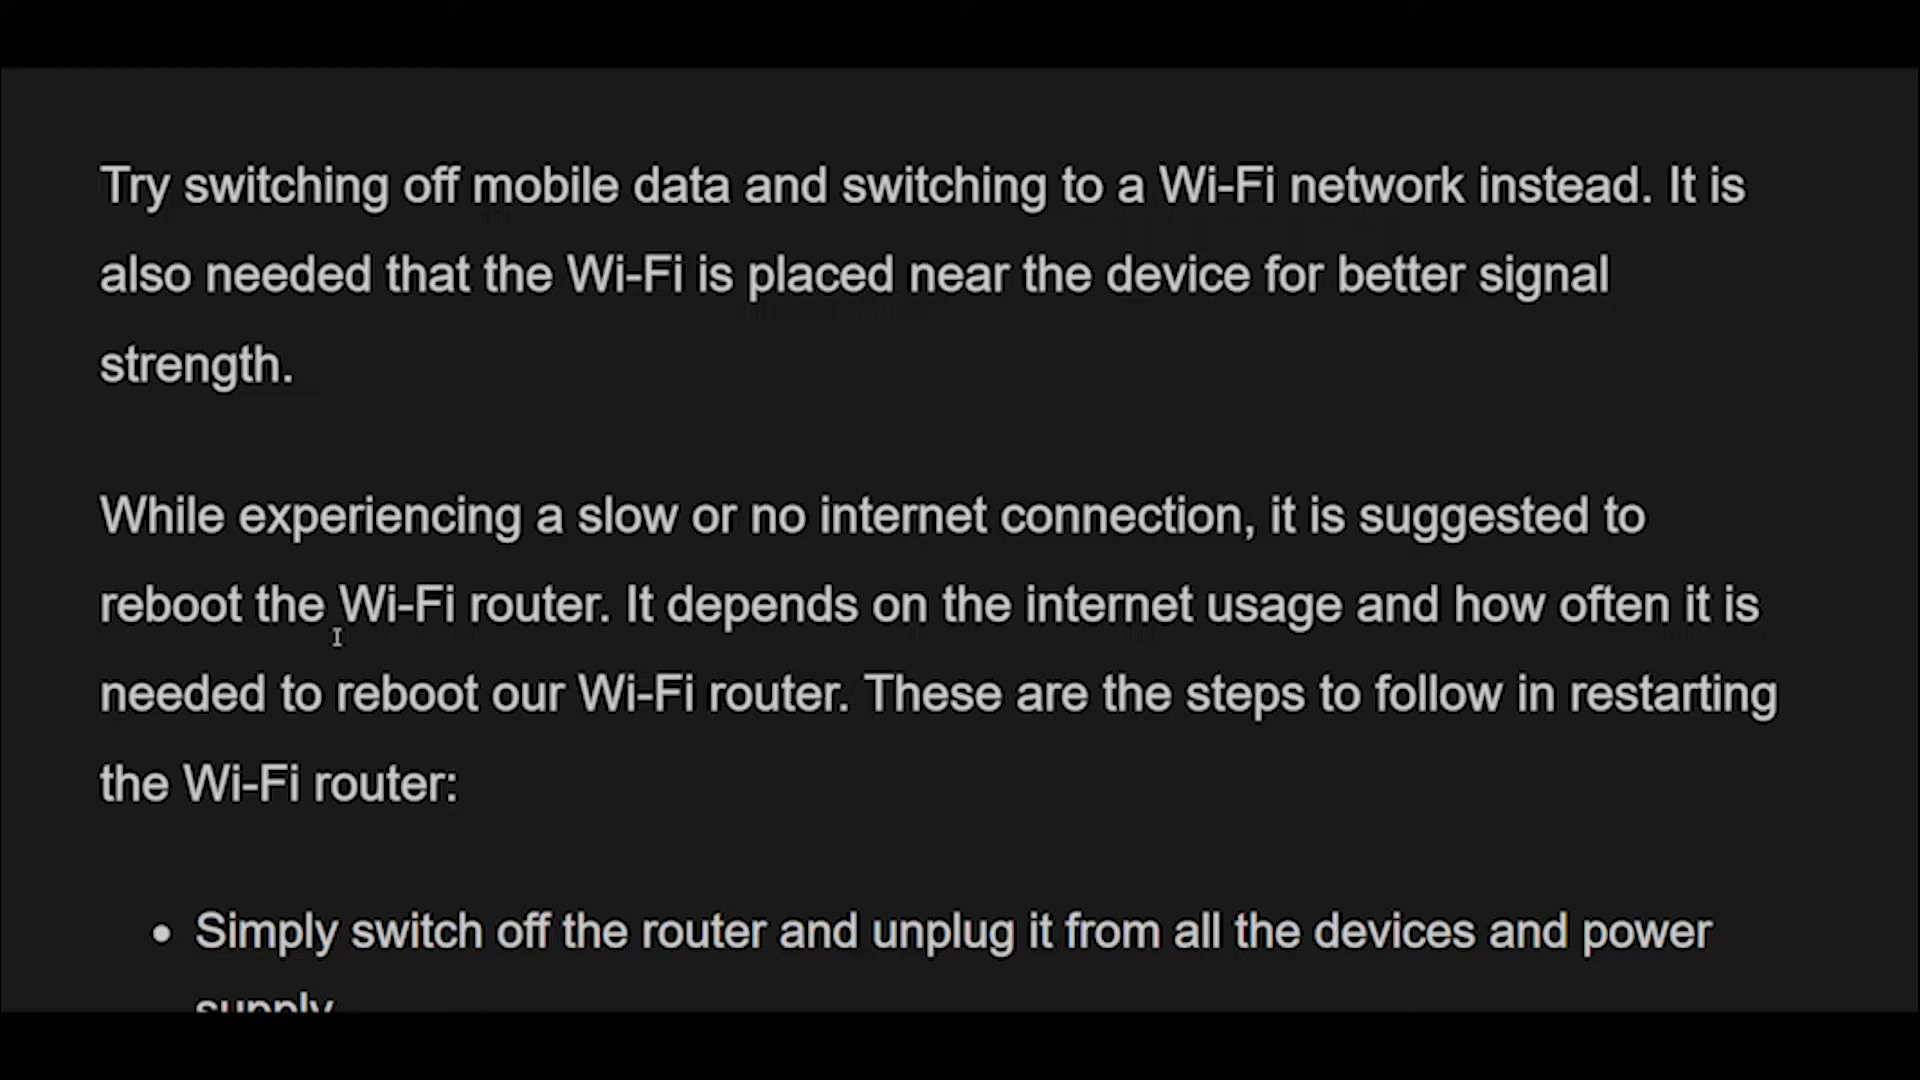 Try switching off mobile data and switching to a Wi-Fi network instead. It is
also needed that the Wi-Fi is placed near the device for better signal
strength.
While experiencing a slow or no internet connection, it is suggested to
reboot the Wi-Fi router. It depends on the internet usage and how often it is
needed to reboot our Wi-Fi router. These are the steps to follow in restarting
the Wi-Fi router:
• Simply switch off the router and unplug it from all the devices and power
supply